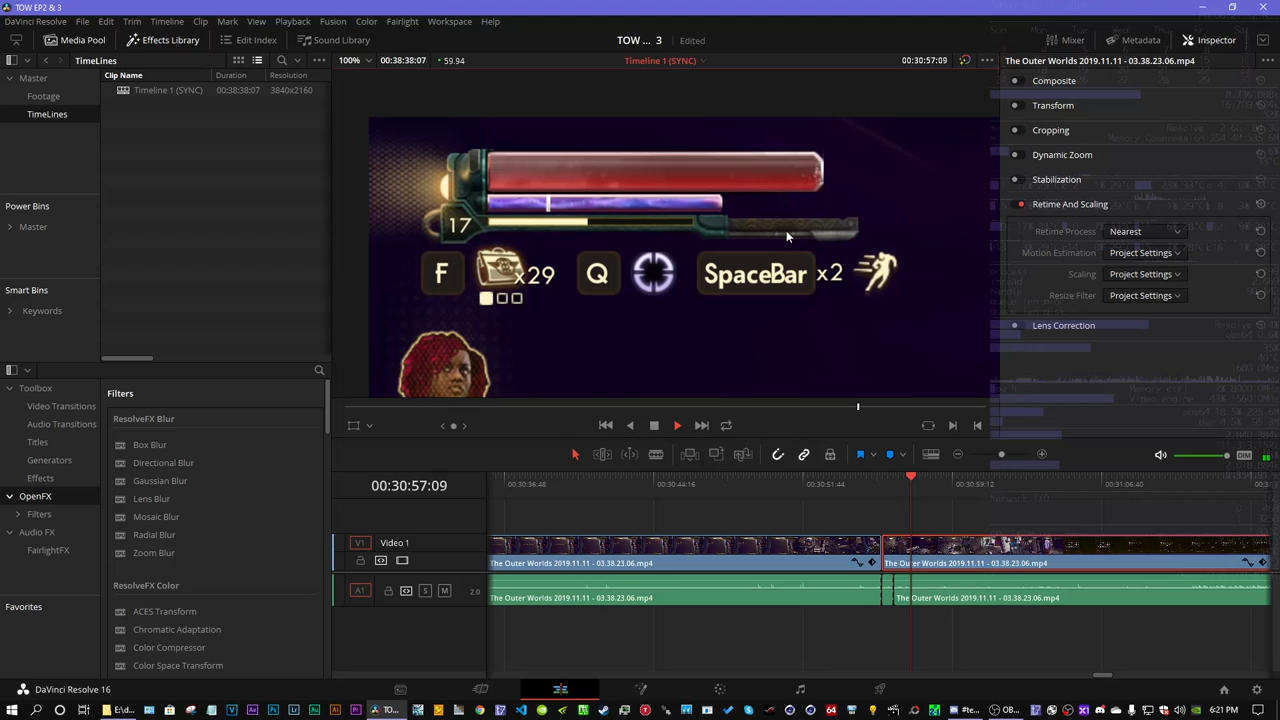 TOW EP2 & 3
DaVinci Resolve File Edit Trim Timeline Clip Mark View Playback Fusion Color Fairlight Workspace Help
Media Pool Effects Library Edit Index Sound Library TOW ... 3 Edited Mixer Metadata Inspector
TimeLines 100% 00:38:38:07 59.94 Timeline 1 (SYNC) 00:30:57:09 The Outer Worlds 2019.11.11 - 03.38.23.06.mp4
Master
Footage
TimeLines
Power Bins
Master
Smart Bins
Keywords
Clip Name Duration Resolution
Timeline 1 (SYNC) 00:38:38:07 3840x2160
17
F x29 Q SpaceBar x2
Composite
Transform
Cropping
Dynamic Zoom
Stabilization
Retime And Scaling
Retime Process Nearest
Motion Estimation Project Settings
Scaling Project Settings
Resize Filter Project Settings
Lens Correction
Toolbox
Video Transitions
Audio Transitions
Titles
Generators
Effects
OpenFX
Filters
Audio FX
FairlightFX
Favorites
Filters
ResolveFX Blur
Box Blur
Directional Blur
Gaussian Blur
Lens Blur
Mosaic Blur
Radial Blur
Zoom Blur
ResolveFX Color
ACES Transform
Chromatic Adaptation
Color Compressor
Color Space Transform
DIM
00:30:57:09 00:30:36:48 00:30:44:16 00:30:51:44 00:30:59:12 00:31:06:40
V1 Video 1
The Outer Worlds 2019.11.11 - 03.38.23.06.mp4 The Outer Worlds 2019.11.11 - 03.38.23.06.mp4
A1 S M 2.0
The Outer Worlds 2019.11.11 - 03.38.23.06.mp4 The Outer Worlds 2019.11.11 - 03.38.23.06.mp4
DaVinci Resolve 16
E:\d... TO... #te... OB... 6:21 PM